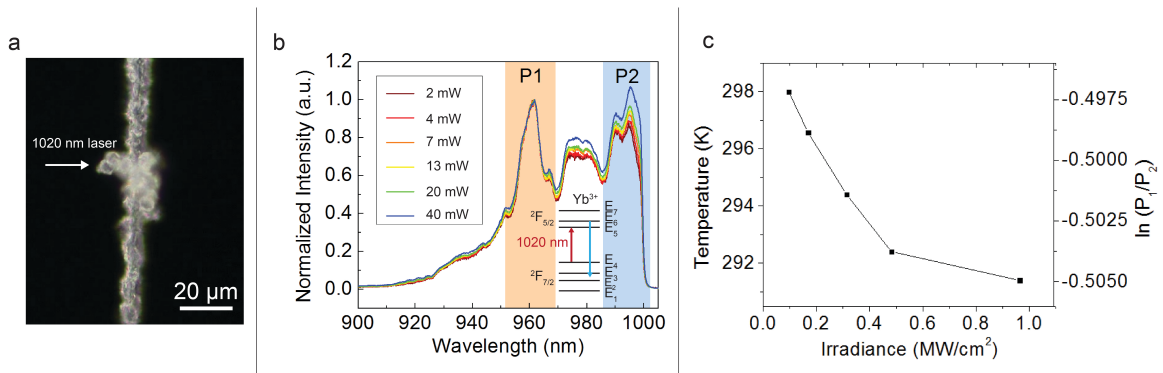 a
1020 nm laser
20 µm
b
Normalized Intensity (a.u.)
1.2
1.0
0.8
0.6
0.4
0.2
0.0
P1
P2
2 mW
4 mW
7 mW
13 mW
20 mW
40 mW
Yb³⁺
²F₅/₂
E₇
E₆
E₅
1020 nm
²F₇/₂
E₄
E₃
E₂
E₁
900
920
940
960
980
1000
Wavelength (nm)
c
Temperature (K)
298
296
294
292
0.0
0.2
0.4
0.6
0.8
1.0
Irradiance (MW/cm²)
-0.4975
-0.5000
-0.5025
-0.5050
ln (P₁/P₂)